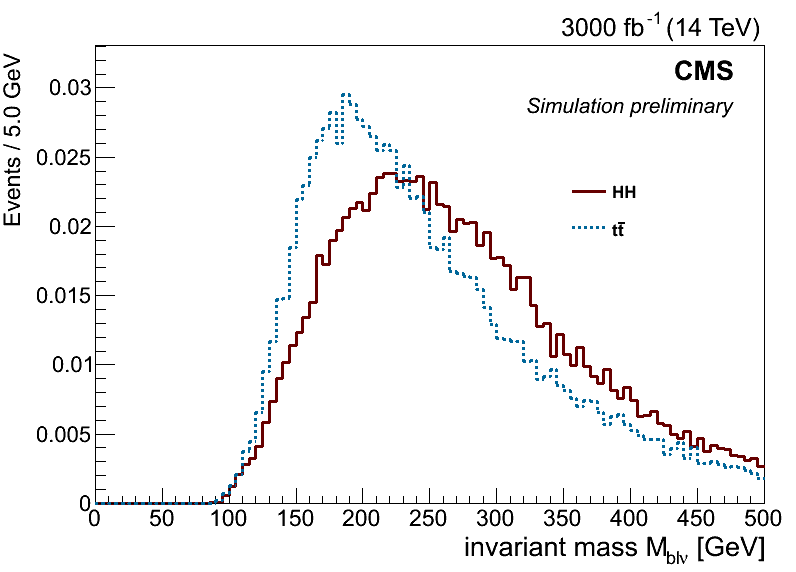 3000 fb⁻¹ (14 TeV)
CMS
Simulation preliminary
Events / 5.0 GeV
0.03
0.025
0.02
0.015
0.01
0.005
0
HH
tt̄
0 50 100 150 200 250 300 350 400 450 500
invariant mass M_blν [GeV]